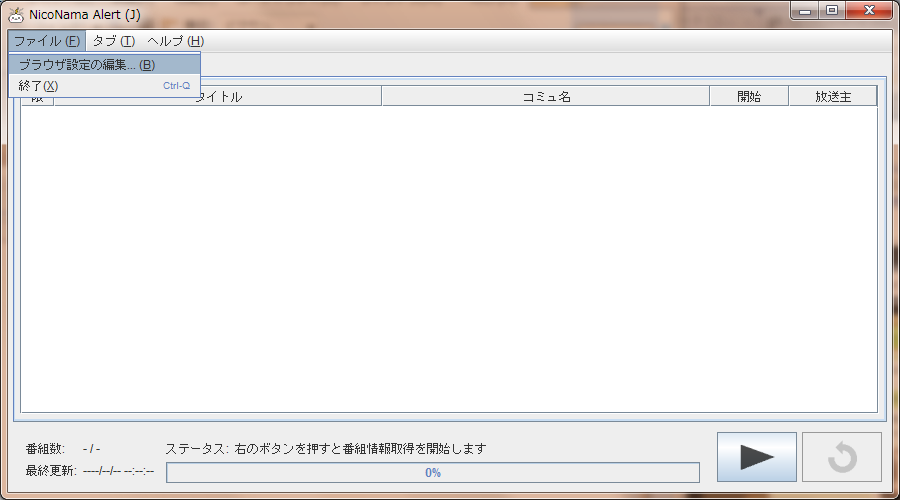 NicoNama Alert (J)
ファイル (F) タブ (T) ヘルプ (H)
ブラウザ設定の編集... (B)
終了(X) Ctrl-Q
タイトル コミュ名 開始 放送主
番組数: - / - ステータス: 右のボタンを押すと番組情報取得を開始します
最終更新: ----/--/-- --:--:-- 0%